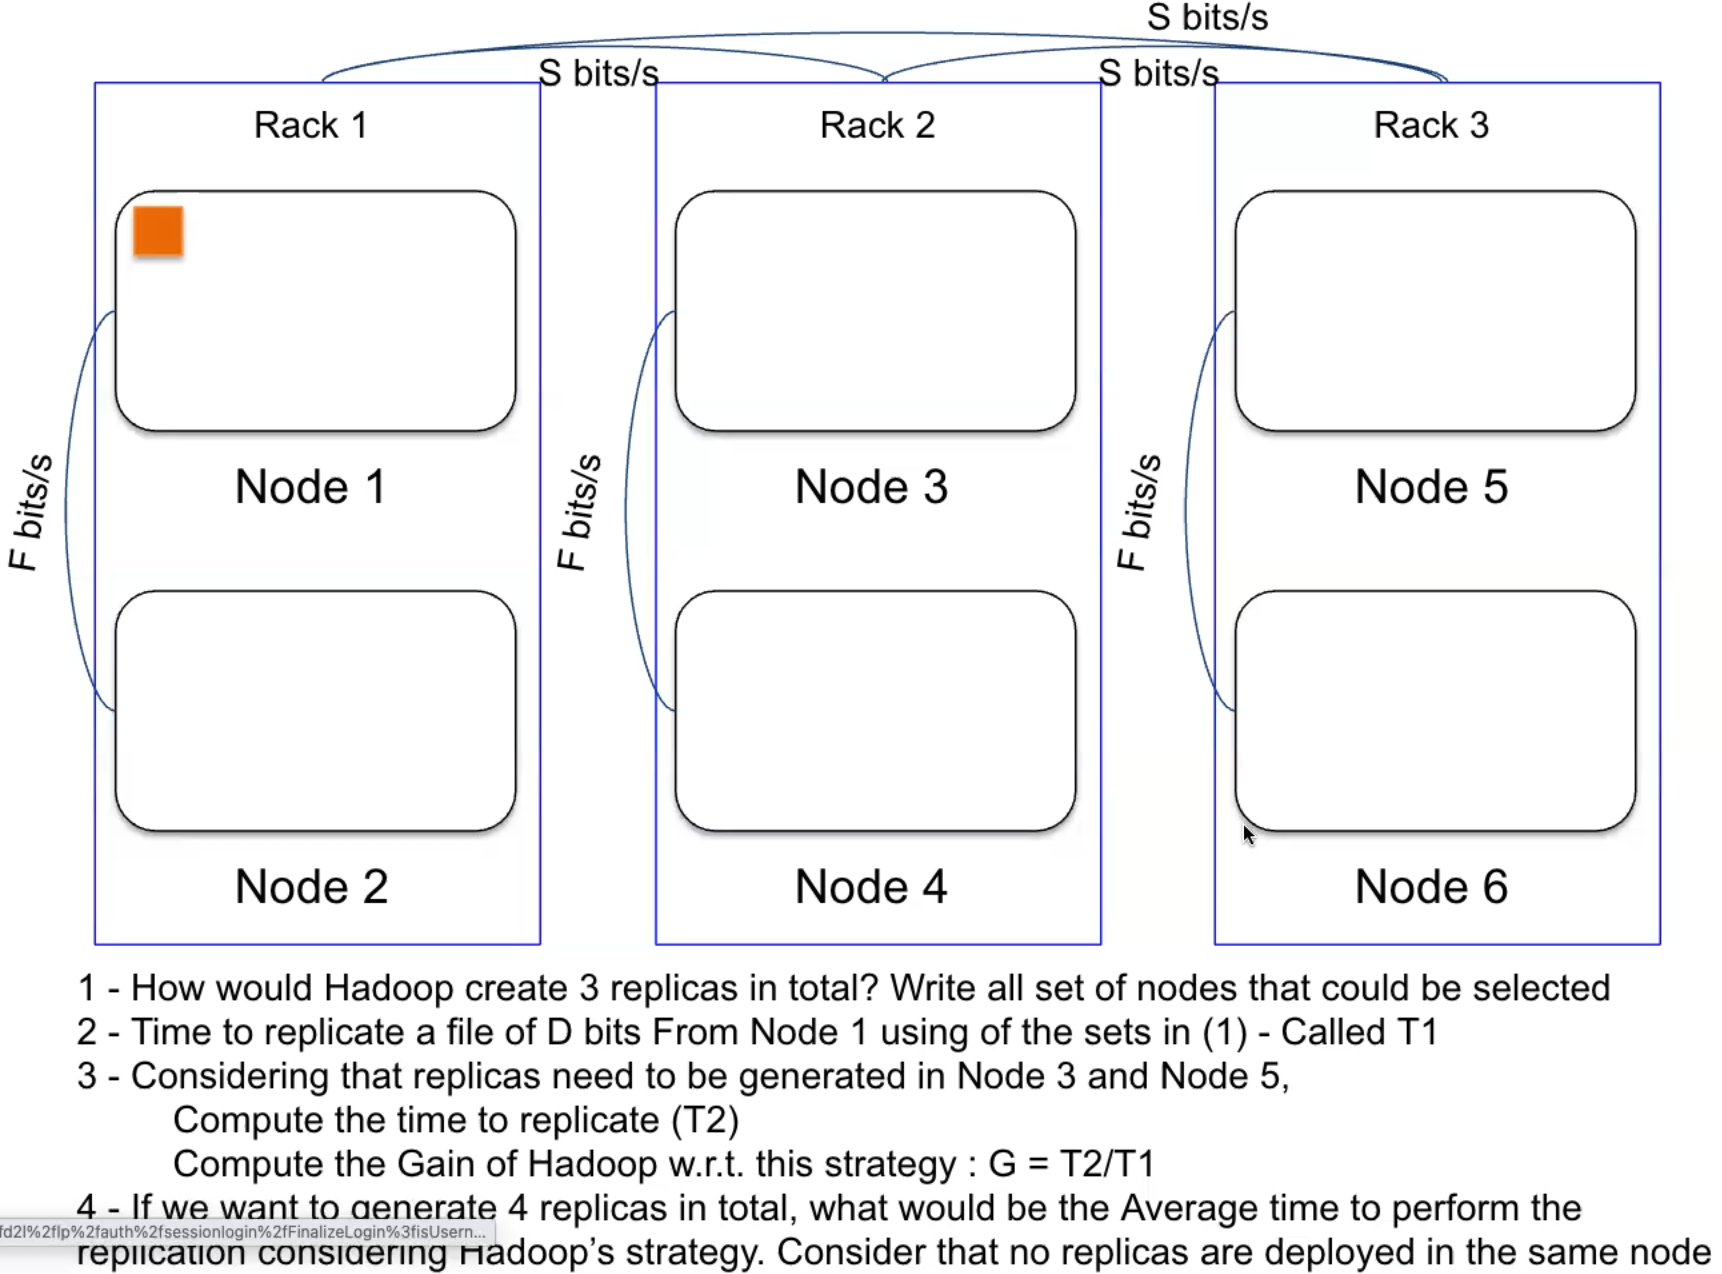 S bits/s
S bits/s
S bits/s
Rack 1
Rack 2
Rack 3
F bits/s
F bits/s
F bits/s
Node 1
Node 3
Node 5
Node 2
Node 4
Node 6
1 - How would Hadoop create 3 replicas in total? Write all set of nodes that could be selected
2 - Time to replicate a file of D bits From Node 1 using of the sets in (1) - Called T1
3 - Considering that replicas need to be generated in Node 3 and Node 5,
Compute the time to replicate (T2)
Compute the Gain of Hadoop w.r.t. this strategy : G = T2/T1
4 - If we want to generate 4 replicas in total, what would be the Average time to perform the
fd2l%2flp%2fauth%2fsessionlogin%2fFinalizeLogin%3fisUsern...
replication considering Hadoop's strategy. Consider that no replicas are deployed in the same node